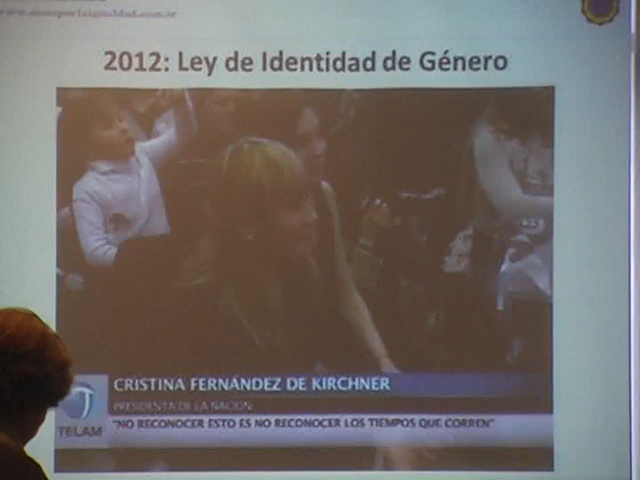 2012: Ley de Identidad de Género
CRISTINA FERNÁNDEZ DE KIRCHNER
PRESIDENTA DE LA NACIÓN
TELAM
"NO RECONOCER ESTO ES NO RECONOCER LOS TIEMPOS QUE CORREN"